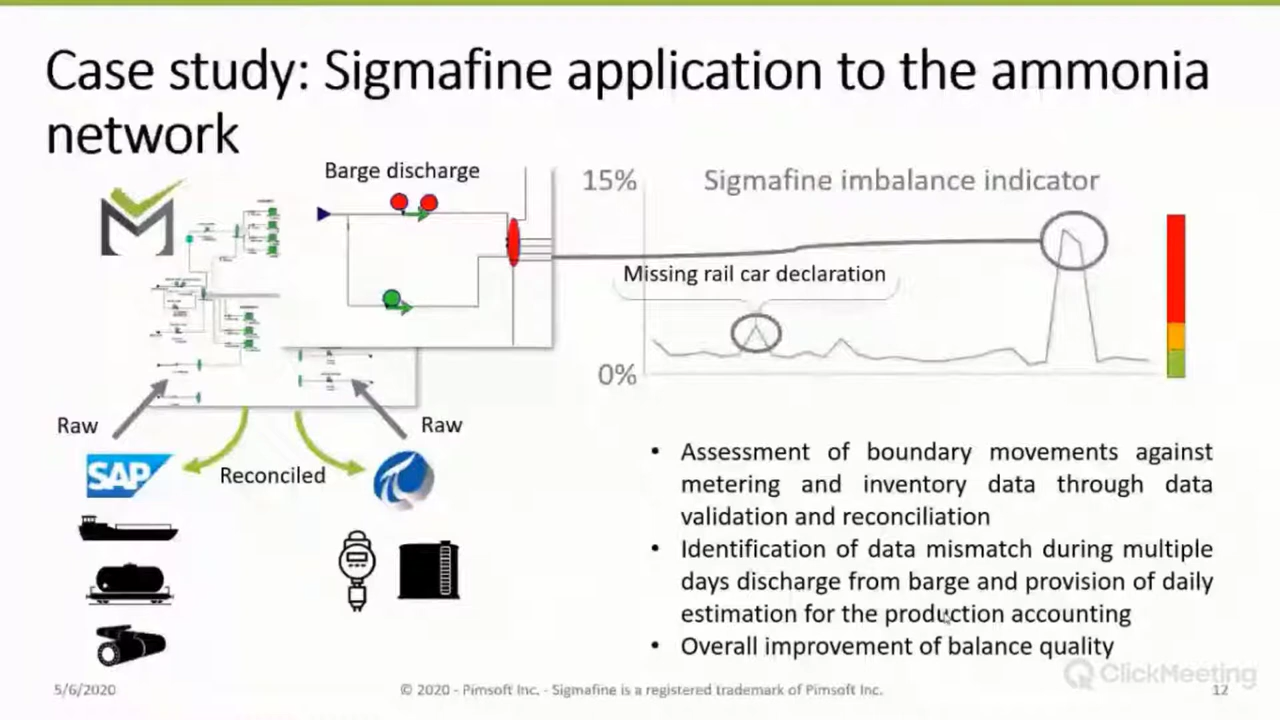 Case study: Sigmafine application to the ammonia
network
Barge discharge
15%
Sigmafine imbalance indicator
Missing rail car declaration
0%
Raw
Raw
SAP
Reconciled
• Assessment of boundary movements against
metering and inventory data through data
validation and reconciliation
• Identification of data mismatch during multiple
days discharge from barge and provision of daily
estimation for the production accounting
• Overall improvement of balance quality
ClickMeeting
5/6/2020
© 2020 - Pimsoft Inc. - Sigmafine is a registered trademark of Pimsoft Inc.
12